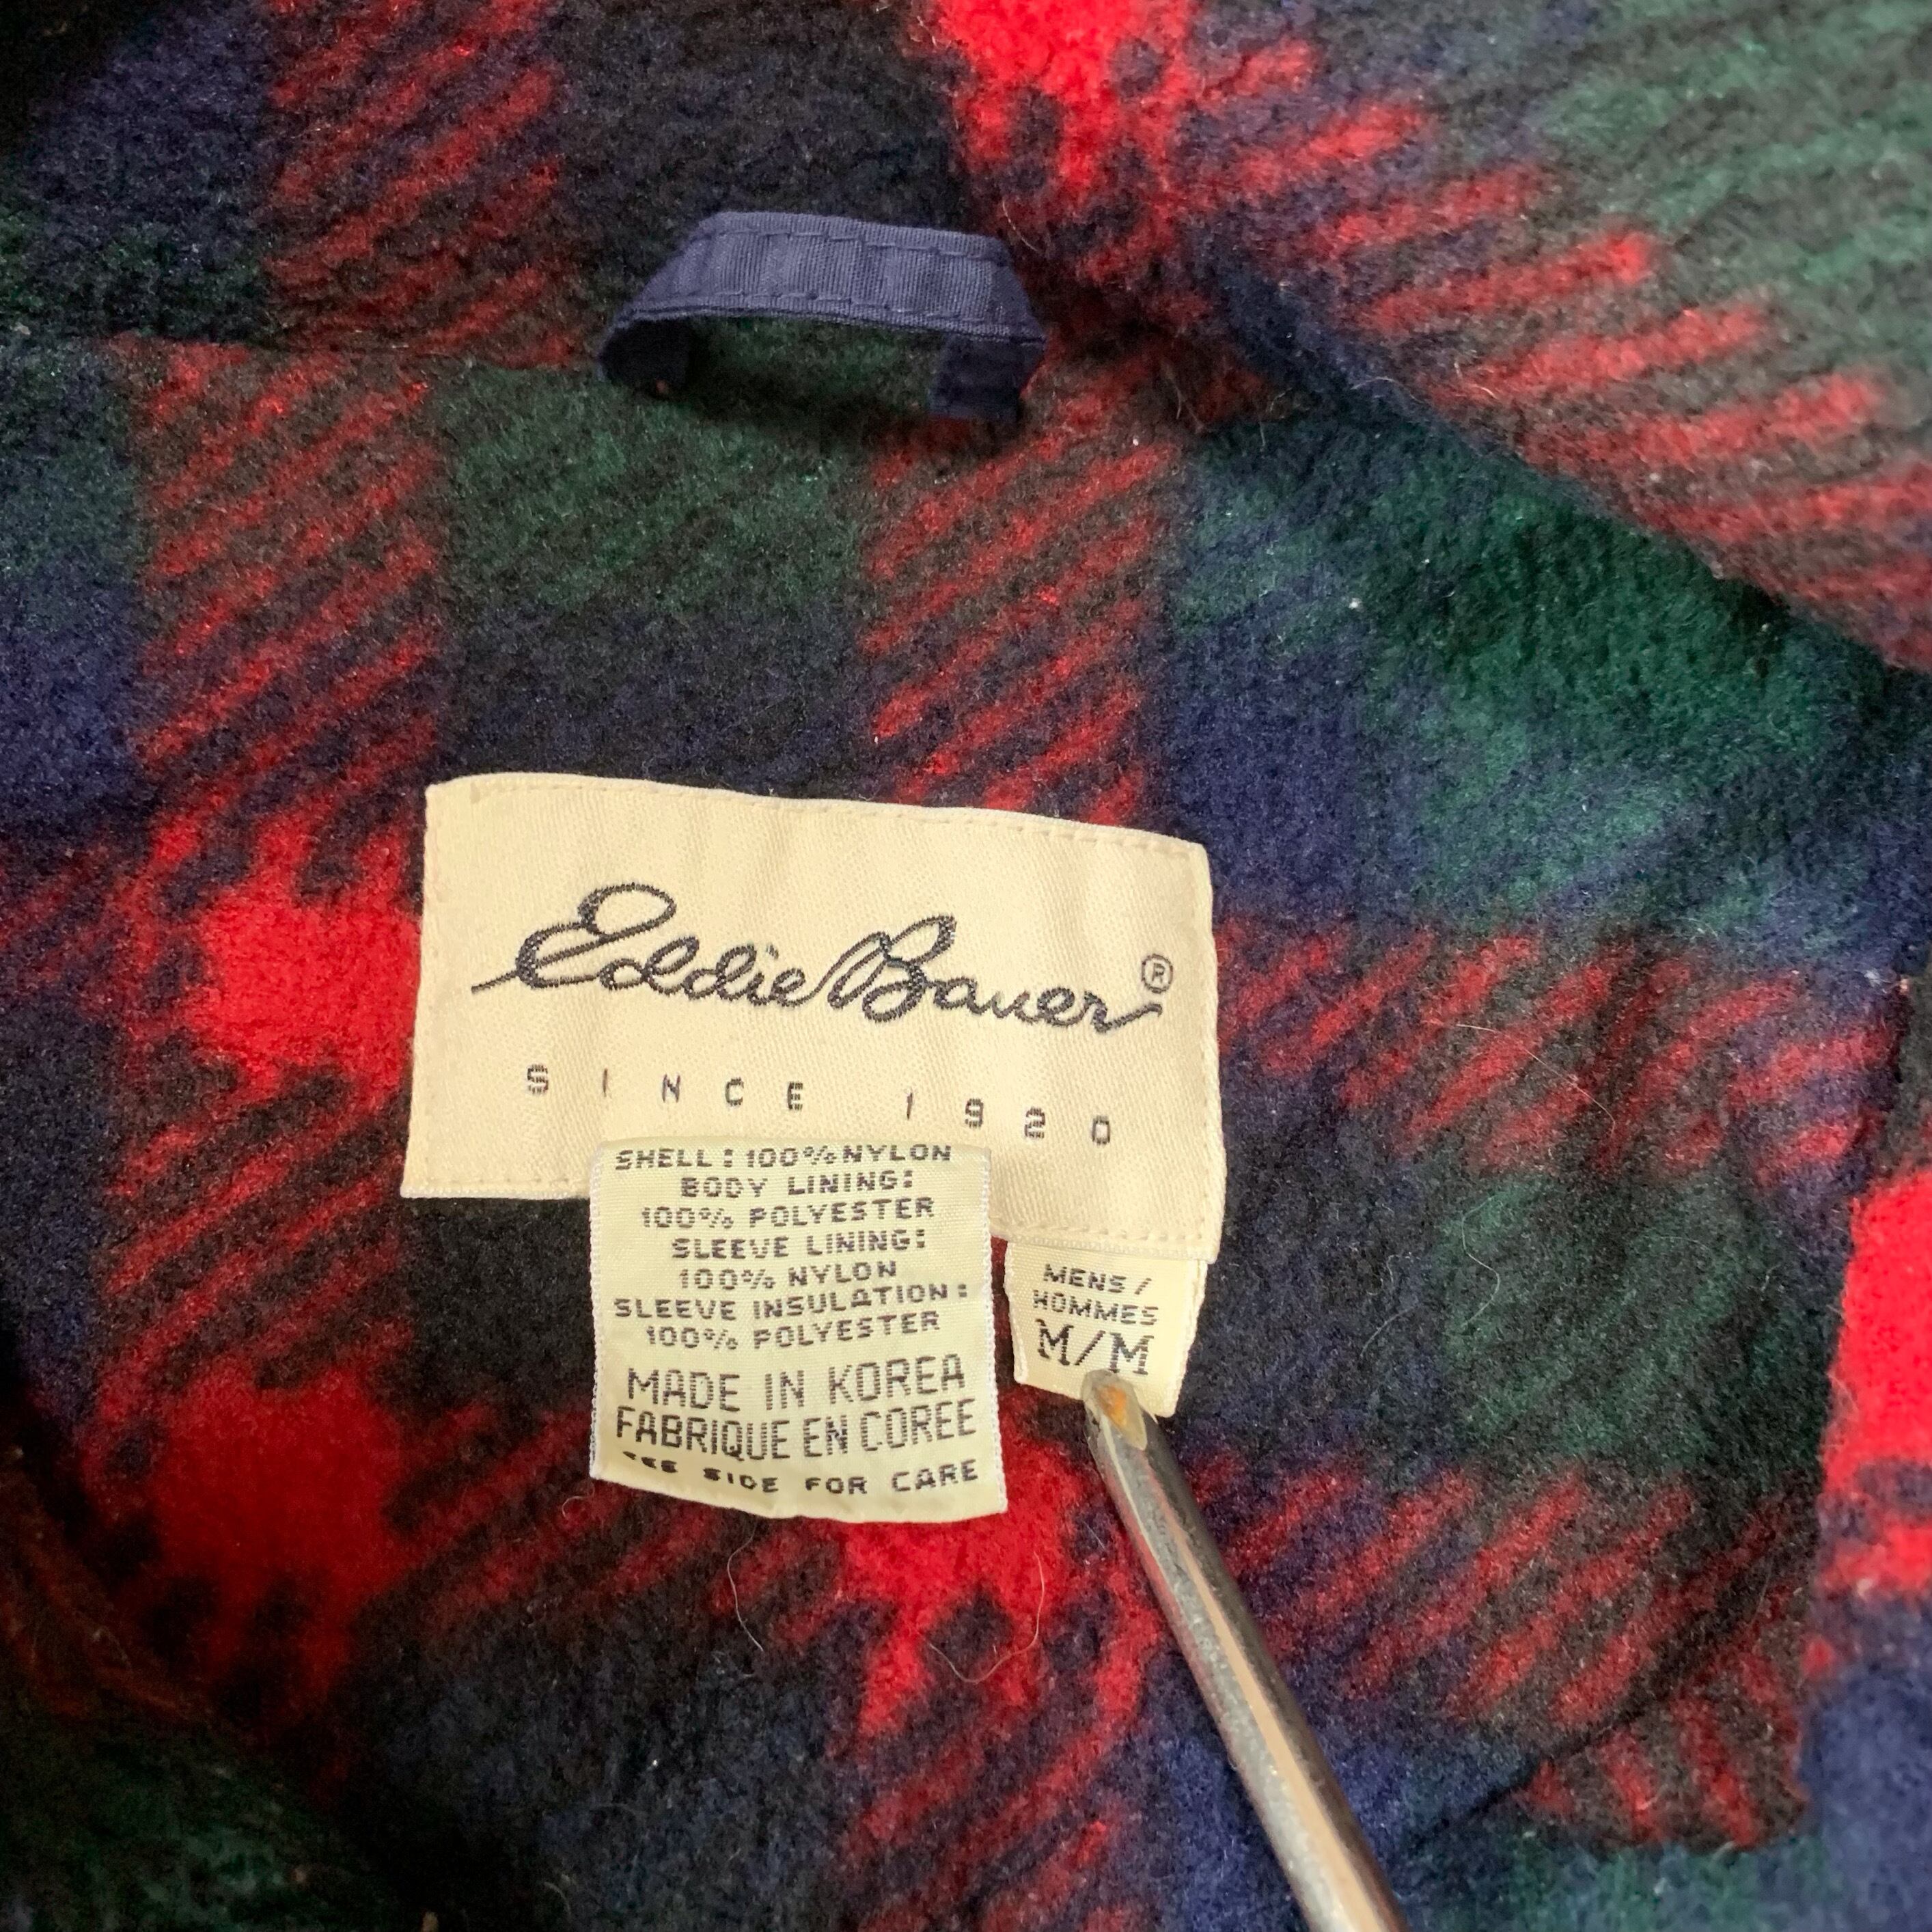 Eddie Bauer®
SINCE 1920
SHELL: 100% NYLON
BODY LINING:
100% POLYESTER
SLEEVE LINING:
100% NYLON
SLEEVE INSULATION:
100% POLYESTER
MADE IN KOREA
FABRIQUE EN COREE
SIDE FOR CARE
MENS/
HOMMES
M/M